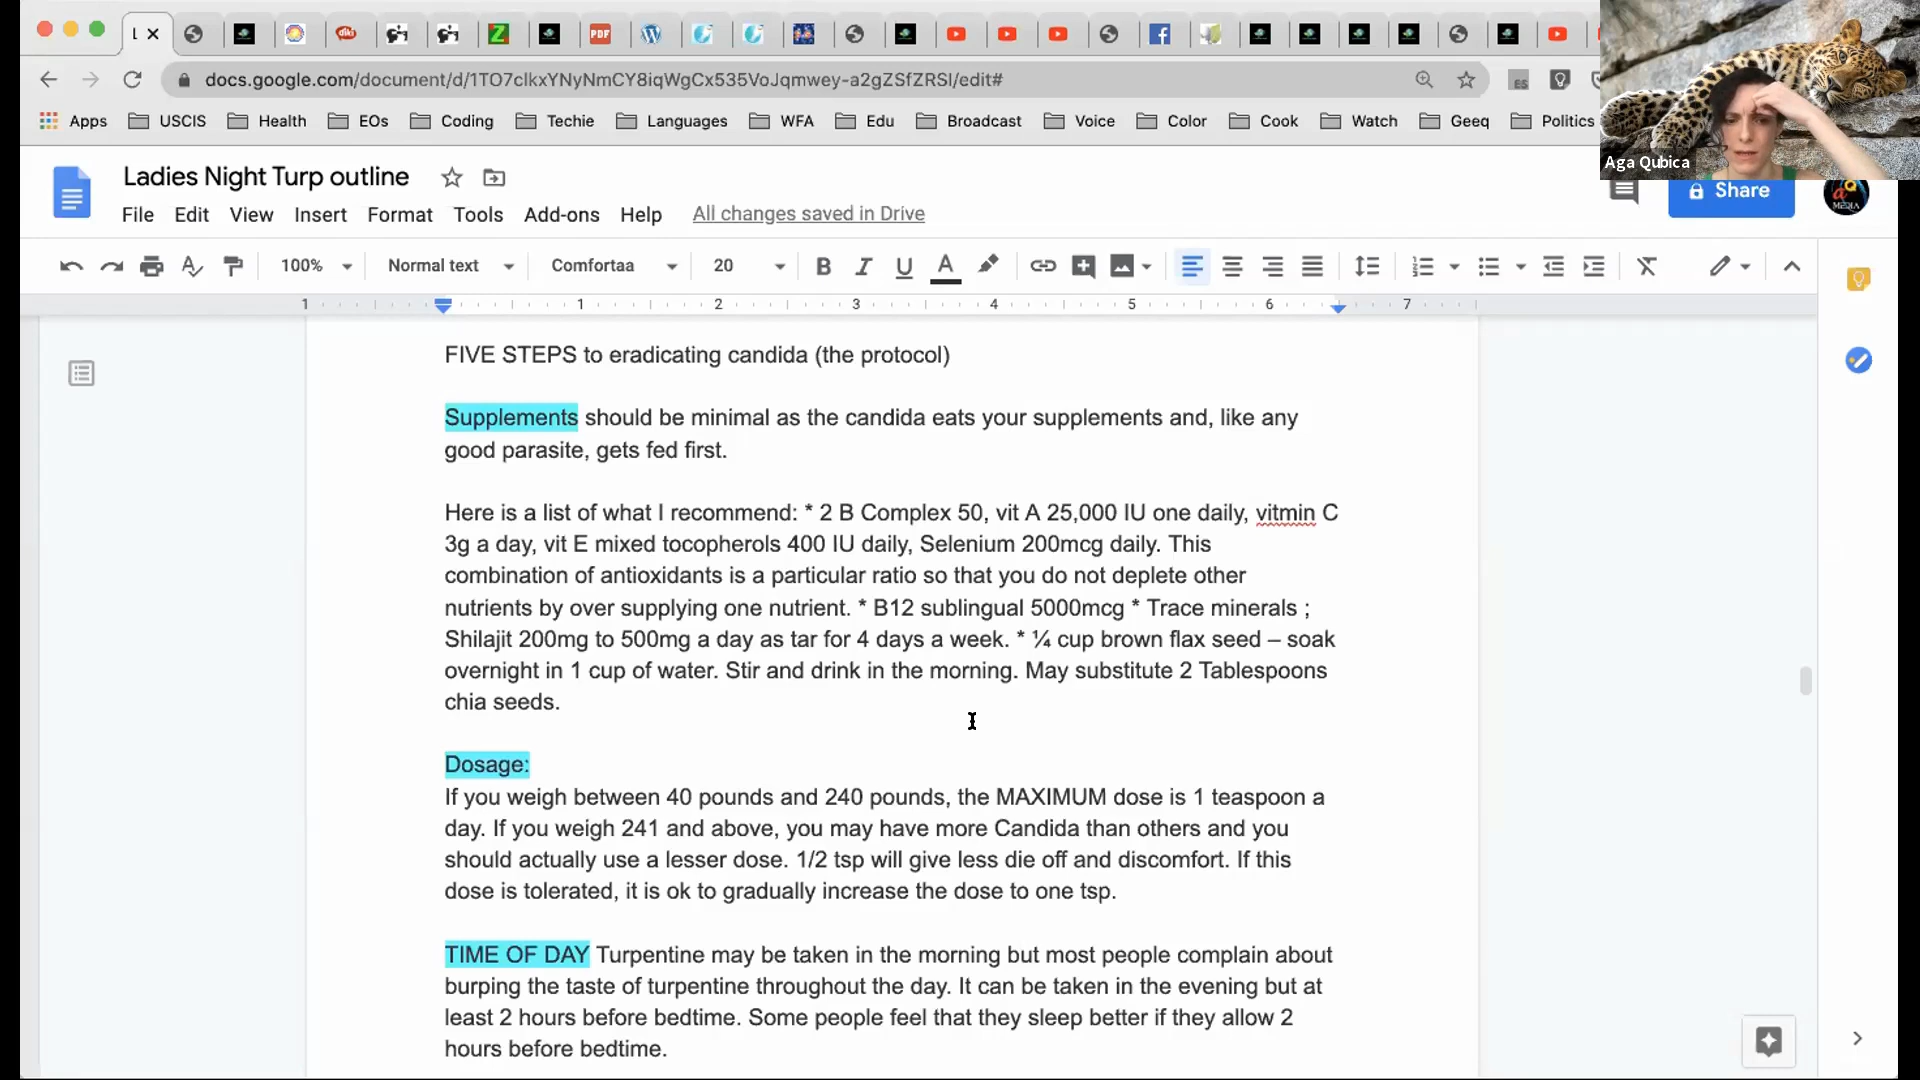 L
diki
Z
PDF
docs.google.com/document/d/1TO7clkxYNyNmCY8iqWgCx535VoJqmwey-a2gZSfZRSI/edit#
ES
Apps USCIS Health EOs Coding Techie Languages WFA Edu Broadcast Voice Color Cook Watch Geeq Politics
Aga Qubica
Ladies Night Turp outline
File Edit View Insert Format Tools Add-ons Help All changes saved in Drive
Share
MEDIA
100% Normal text Comfortaa 20 B I U A
1 1 2 3 4 5 6 7
FIVE STEPS to eradicating candida (the protocol)
Supplements should be minimal as the candida eats your supplements and, like any
good parasite, gets fed first.
Here is a list of what I recommend: * 2 B Complex 50, vit A 25,000 IU one daily, vitmin C
3g a day, vit E mixed tocopherols 400 IU daily, Selenium 200mcg daily. This
combination of antioxidants is a particular ratio so that you do not deplete other
nutrients by over supplying one nutrient. * B12 sublingual 5000mcg * Trace minerals ;
Shilajit 200mg to 500mg a day as tar for 4 days a week. * ¼ cup brown flax seed – soak
overnight in 1 cup of water. Stir and drink in the morning. May substitute 2 Tablespoons
chia seeds.
Dosage:
If you weigh between 40 pounds and 240 pounds, the MAXIMUM dose is 1 teaspoon a
day. If you weigh 241 and above, you may have more Candida than others and you
should actually use a lesser dose. 1/2 tsp will give less die off and discomfort. If this
dose is tolerated, it is ok to gradually increase the dose to one tsp.
TIME OF DAY Turpentine may be taken in the morning but most people complain about
burping the taste of turpentine throughout the day. It can be taken in the evening but at
least 2 hours before bedtime. Some people feel that they sleep better if they allow 2
hours before bedtime.